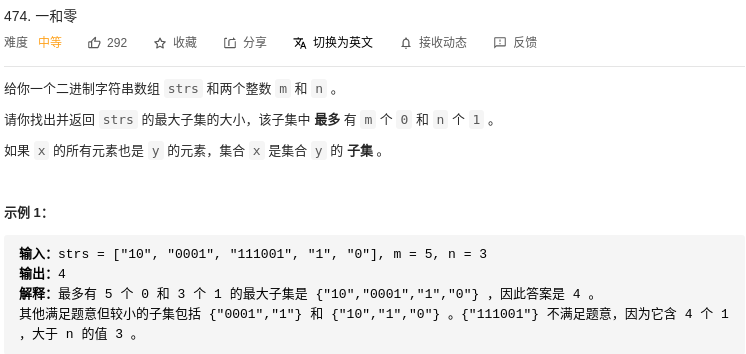 474. 一和零
难度 中等 292 收藏 分享 切换为英文 接收动态 反馈
给你一个二进制字符串数组 strs 和两个整数 m 和 n 。
请你找出并返回 strs 的最大子集的大小，该子集中 最多 有 m 个 0 和 n 个 1 。
如果 x 的所有元素也是 y 的元素，集合 x 是集合 y 的 子集 。
示例 1：
输入：strs = ["10", "0001", "111001", "1", "0"], m = 5, n = 3
输出：4
解释：最多有 5 个 0 和 3 个 1 的最大子集是 {"10","0001","1","0"} ，因此答案是 4 。
其他满足题意但较小的子集包括 {"0001","1"} 和 {"10","1","0"} 。{"111001"} 不满足题意，因为它含 4 个 1
，大于 n 的值 3 。